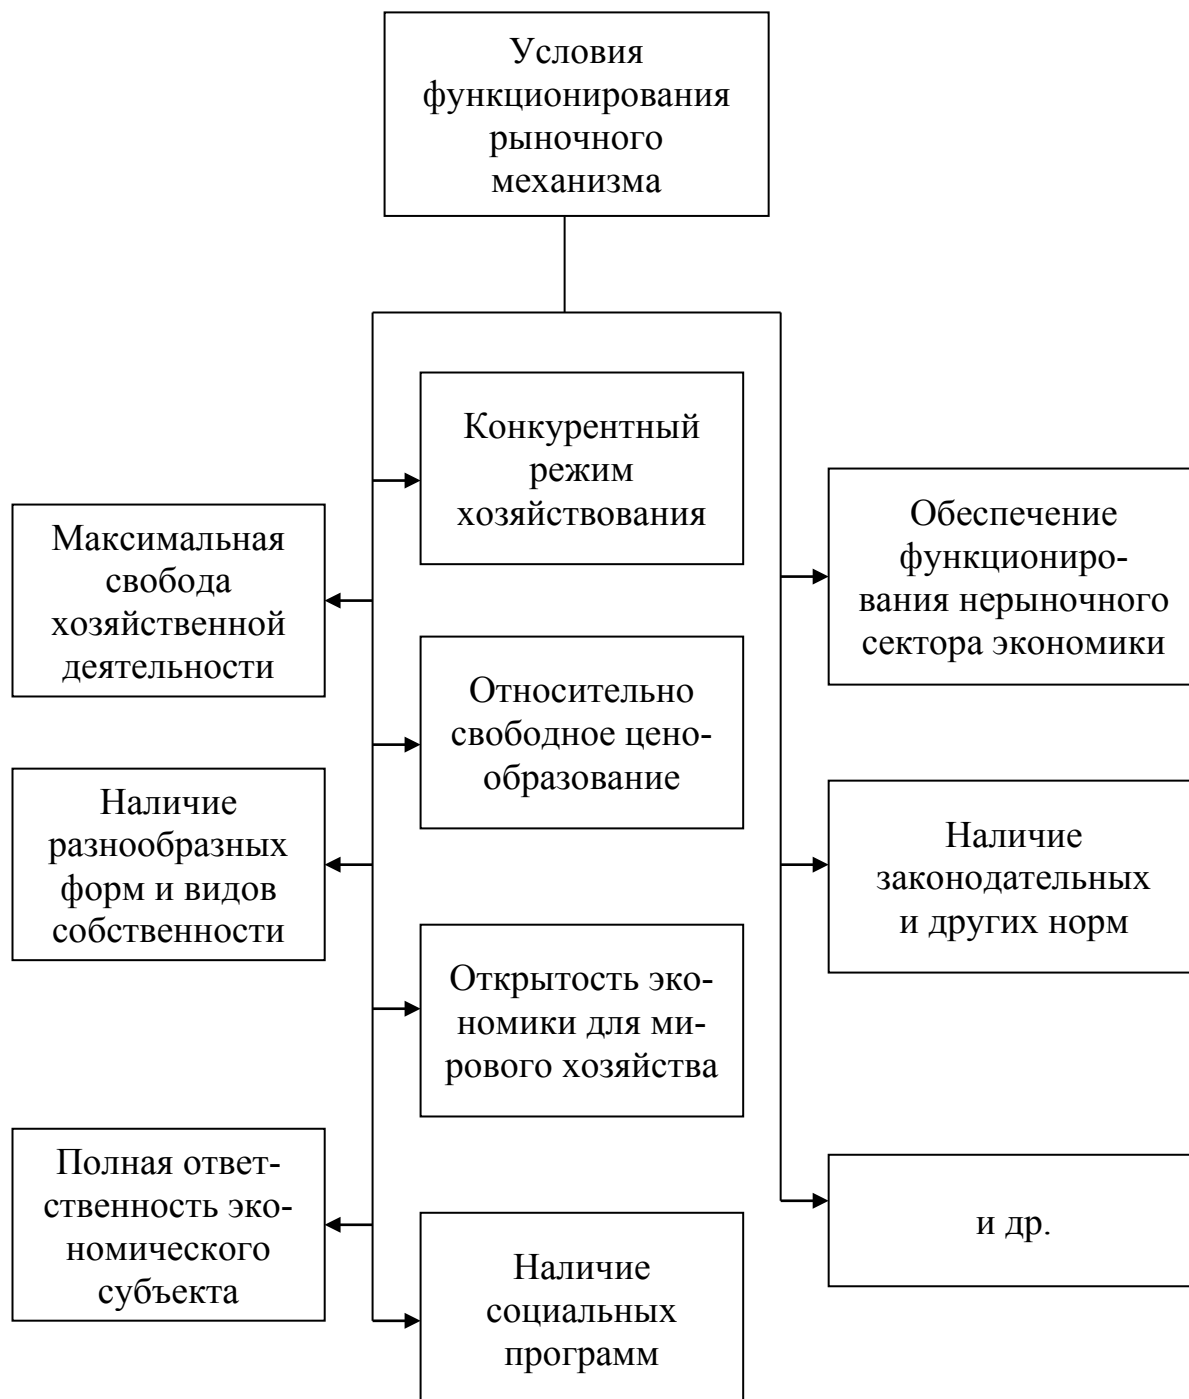 Условия
функционирования
рыночного
механизма
Конкурентный
режим
хозяйствования
Максимальная
свобода
хозяйственной
деятельности
Обеспечение
функциониро-
вания нерыночного
сектора экономики
Относительно
свободное цено-
образование
Наличие
разнообразных
форм и видов
собственности
Наличие
законодательных
и других норм
Открытость эко-
номики для ми-
рового хозяйства
Полная ответ-
ственность эко-
номического
субъекта
и др.
Наличие
социальных
программ